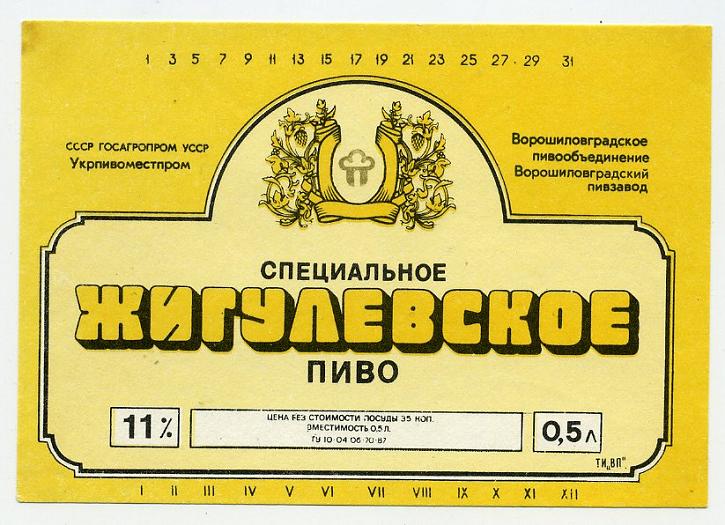 1 3 5 7 9 11 13 15 17 19 21 23 25 27 29 31
СССР ГОСАГРОПРОМ УССР
Укрпивоместпром
Ворошиловградское
пивообъединение
Ворошиловградский
пивзавод
СПЕЦИАЛЬНОЕ
ЖИГУЛЕВСКОЕ
ПИВО
11%
ЦЕНА БЕЗ СТОИМОСТИ ПОСУДЫ 35 КОП.
ВМЕСТИМОСТЬ 0,5 Л.
ТУ 10-04-06-70-87
0,5 л
ТИ„ВП"
I II III IV V VI VII VIII IX X XI XII